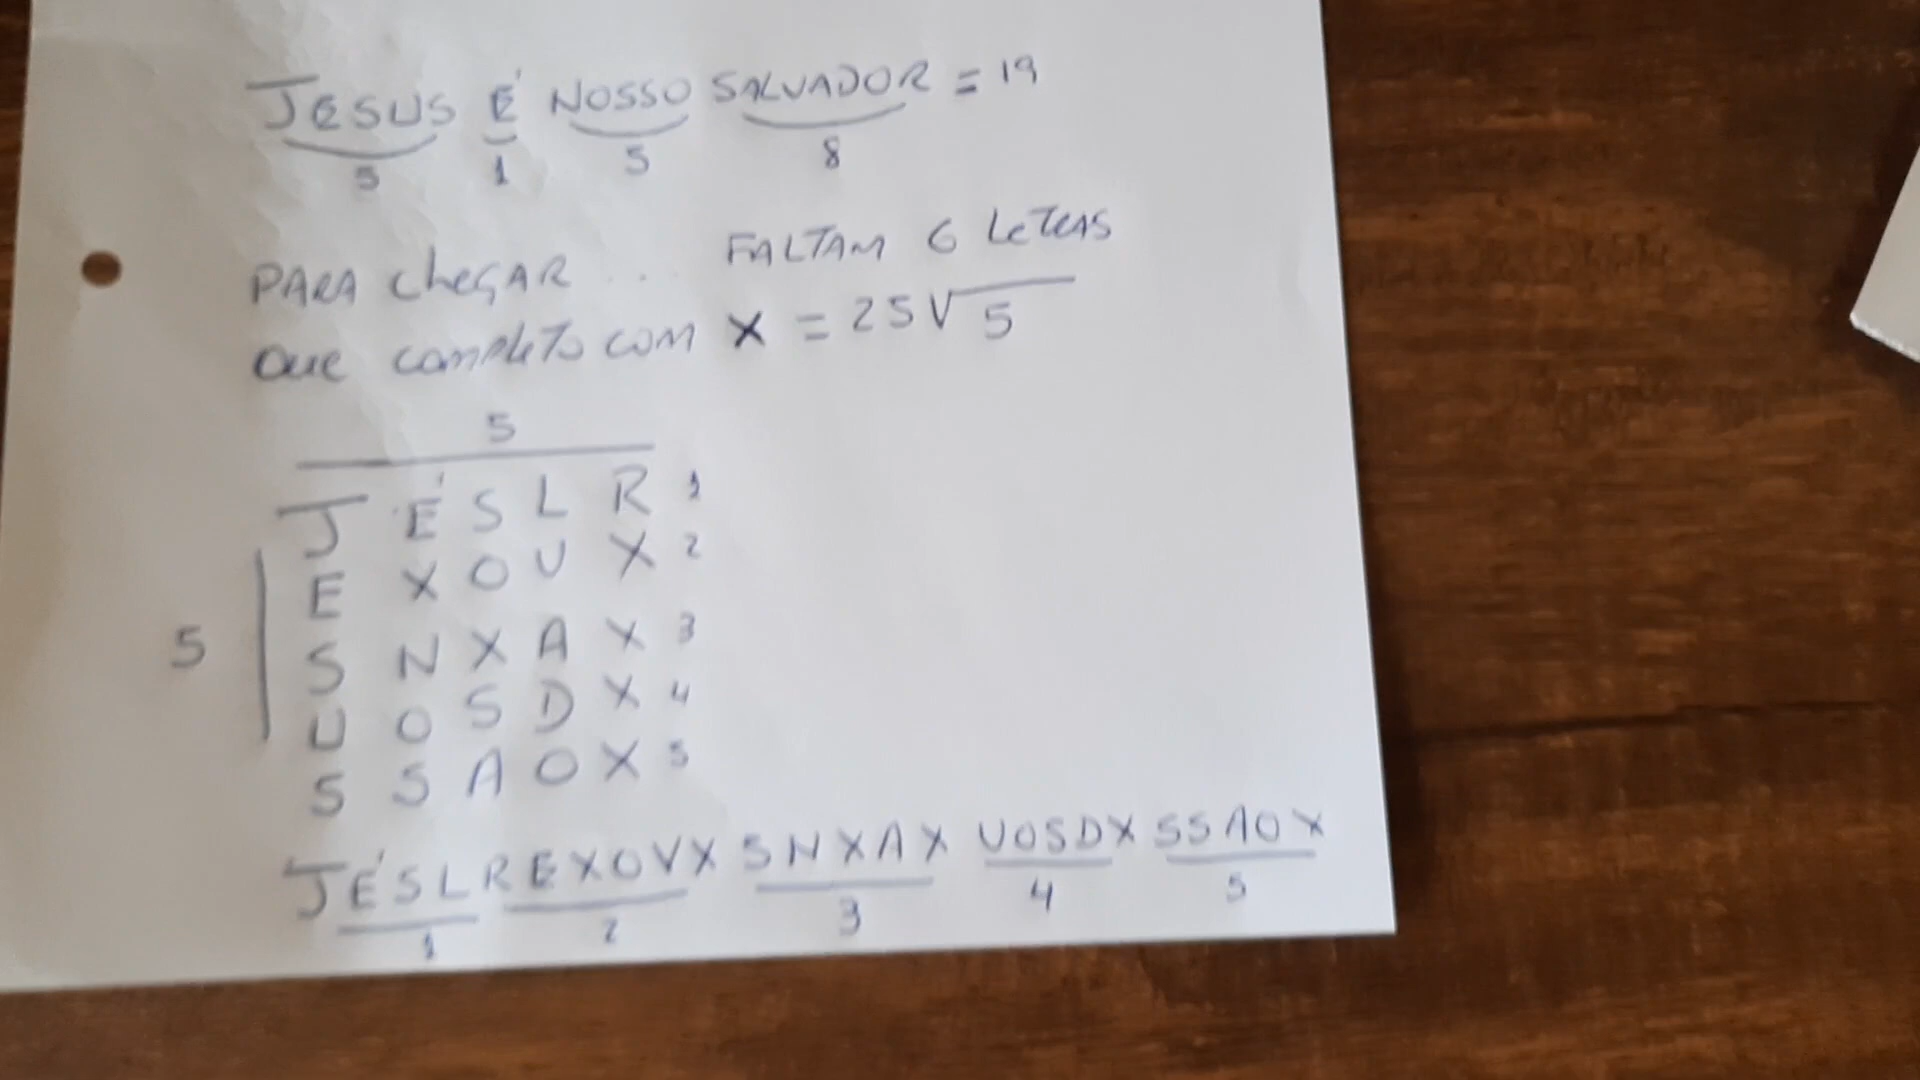 JESUS É NOSSO SALVADOR = 19
5 1 5 8
PARA CHEGAR .. FALTAM 6 LETRAS
QUE COMPLETO COM X = 25√5
5
J É S L R 1
E X O V X 2
5
S N X A X 3
U O S D X 4
S S A O X 5
JÉSLR EXOVX SNXAX UOSDX SSAOX
1 2 3 4 5